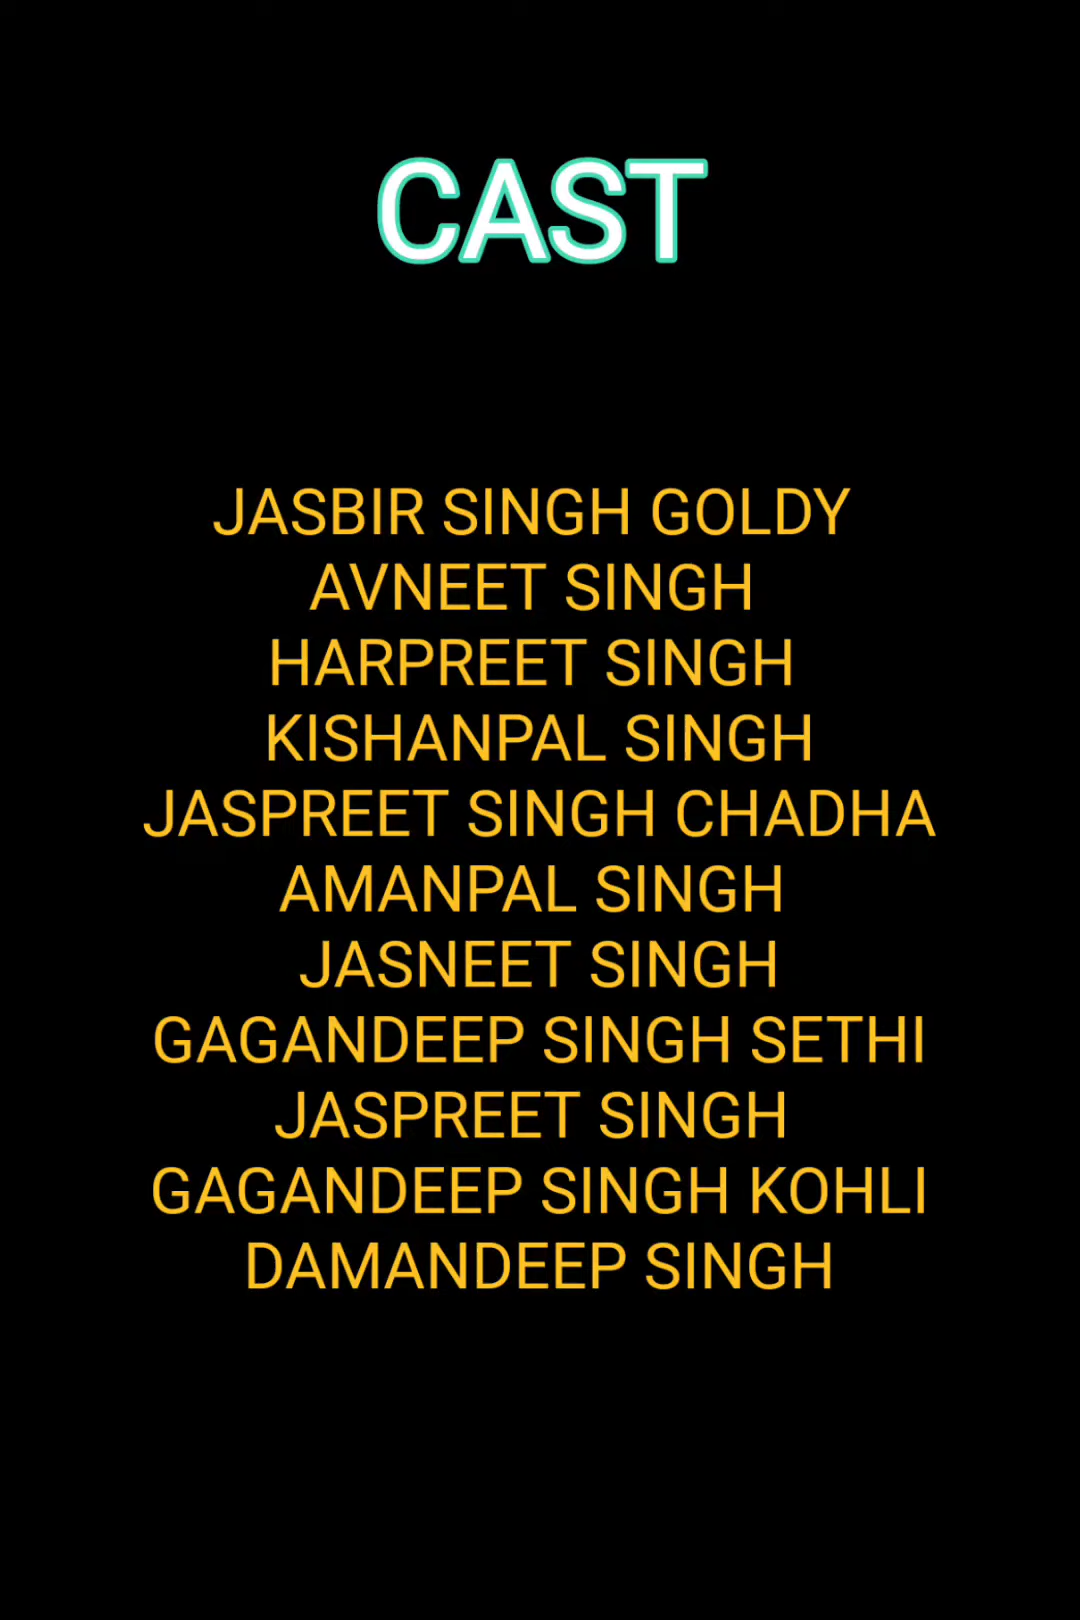 CAST
JASBIR SINGH GOLDY
AVNEET SINGH
HARPREET SINGH
KISHANPAL SINGH
JASPREET SINGH CHADHA
AMANPAL SINGH
JASNEET SINGH
GAGANDEEP SINGH SETHI
JASPREET SINGH
GAGANDEEP SINGH KOHLI
DAMANDEEP SINGH